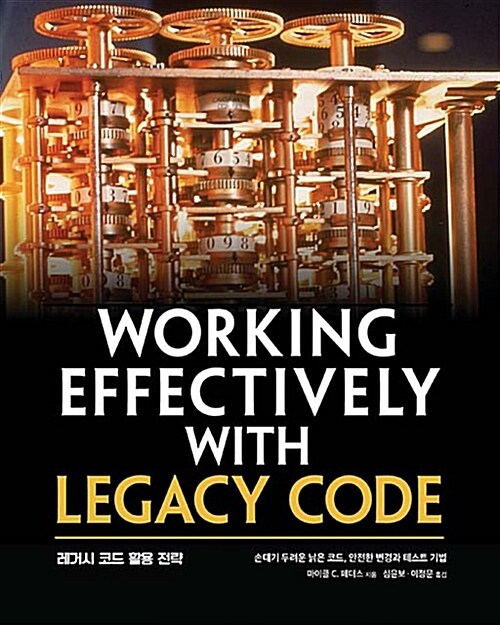 WORKING
EFFECTIVELY
WITH
LEGACY CODE
레거시 코드 활용 전략
손대기 두려운 낡은 코드, 안전한 변경과 테스트 기법
마이클 C. 페더스 지음 심윤보·이정문